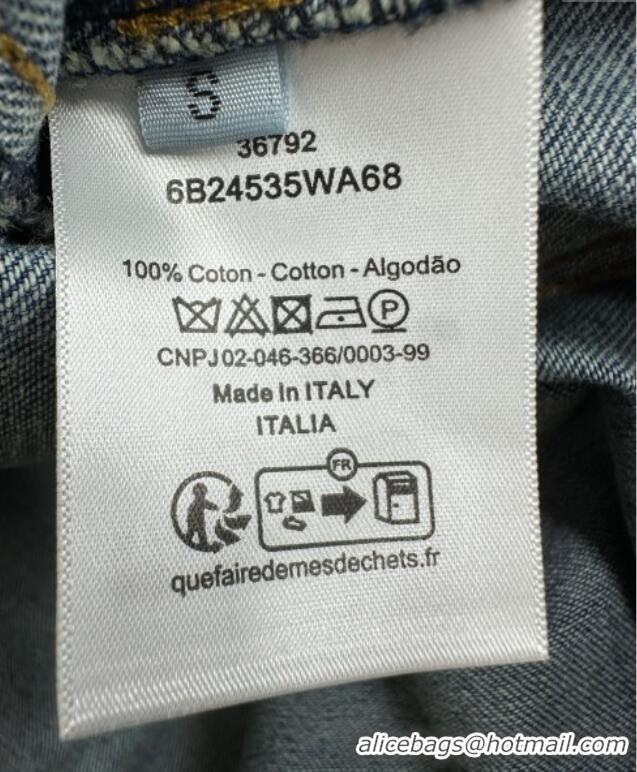 S
36792
6B24535WA68
100% Coton - Cotton - Algodão
P
CNPJ 02-046-366/0003-99
Made In ITALY
ITALIA
FR
quefairedemesdechets.fr
alicebags@hotmail.com